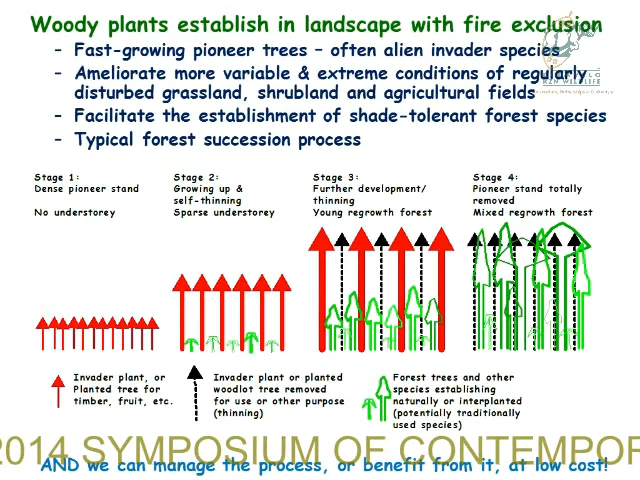 Woody plants establish in landscape with fire exclusion
- Fast-growing pioneer trees – often alien invader species
- Ameliorate more variable & extreme conditions of regularly
disturbed grassland, shrubland and agricultural fields
- Facilitate the establishment of shade-tolerant forest species
- Typical forest succession process
Stage 1:
Dense pioneer stand
No understorey
Stage 2:
Growing up &
self-thinning
Sparse understorey
Stage 3:
Further development/
thinning
Young regrowth forest
Stage 4:
Pioneer stand totally
removed
Mixed regrowth forest
Invader plant, or
Planted tree for
timber, fruit, etc.
Invader plant or planted
woodlot tree removed
for use or other purpose
(thinning)
Forest trees and other
species establishing
naturally or interplanted
(potentially traditionally
used species)
2014 SYMPOSIUM OF CONTEMPOR
AND we can manage the process, or benefit from it, at low cost!